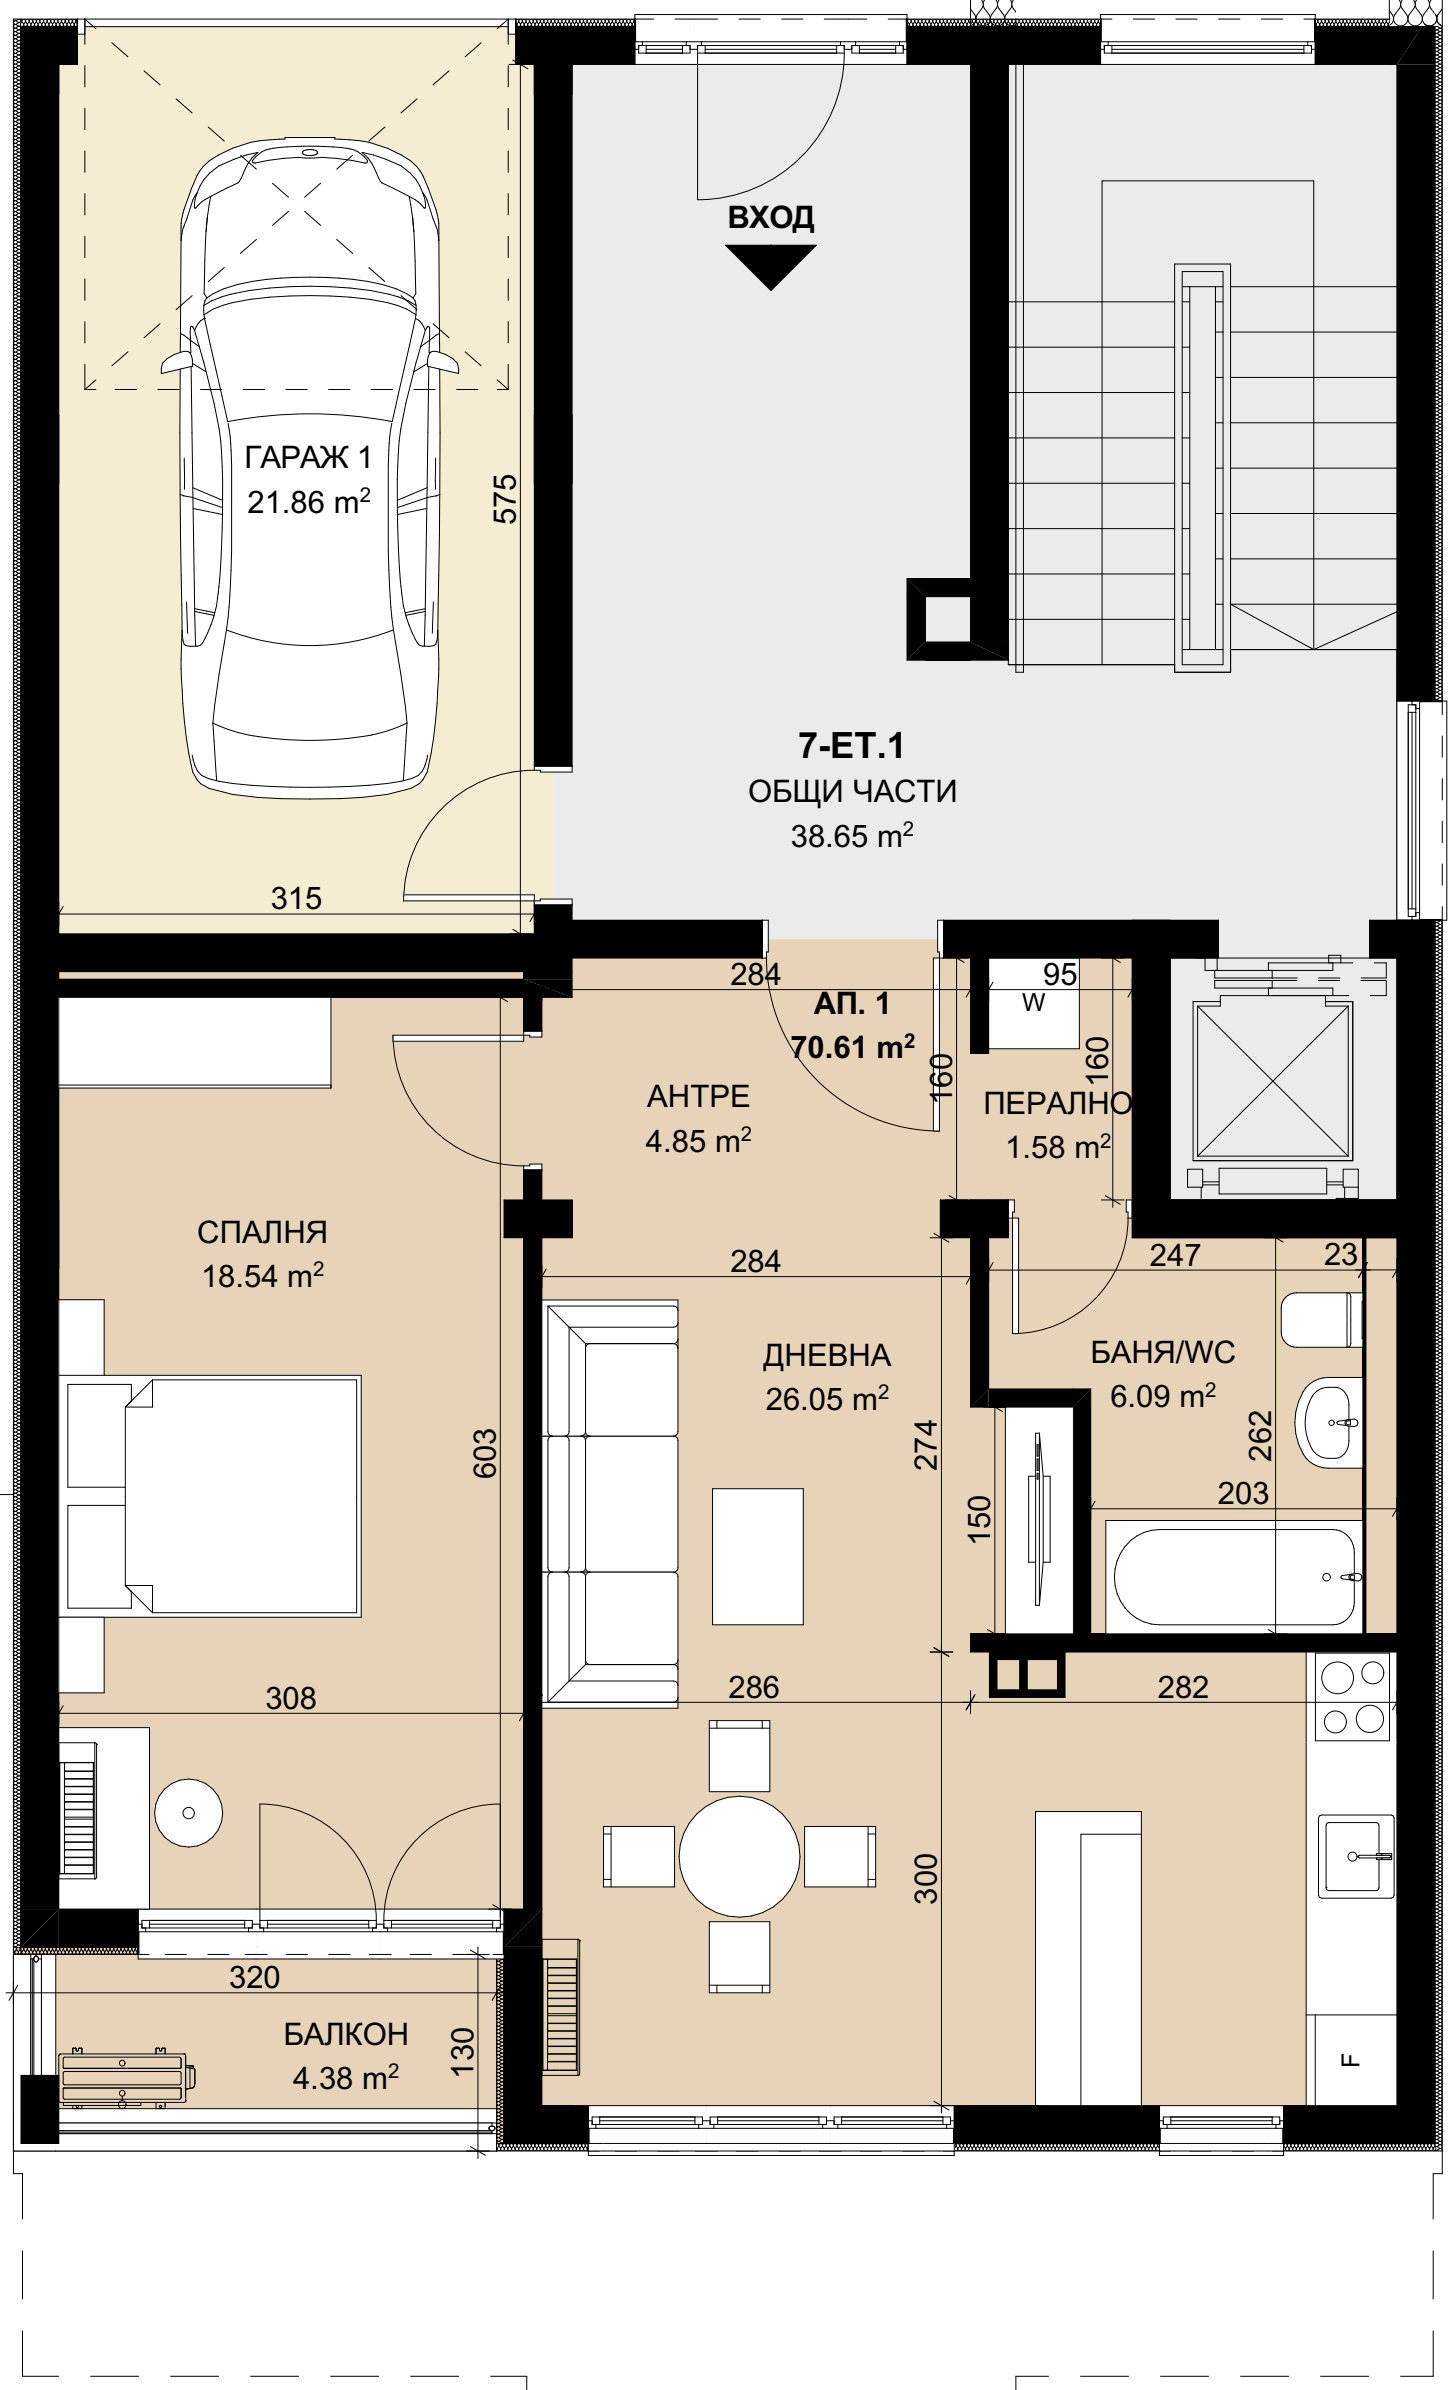 ВХОД
ГАРАЖ 1
21.86 m²
575
7-ЕТ.1
ОБЩИ ЧАСТИ
38.65 m²
315
284
95
W
АП. 1
70.61 m²
160
160
АНТРЕ
4.85 m²
ПЕРАЛНО
1.58 m²
СПАЛНЯ
18.54 m²
284
247
23
ДНЕВНА
26.05 m²
БАНЯ/WC
6.09 m²
603
274
262
150
203
308
286
282
300
320
БАЛКОН
4.38 m²
130
F